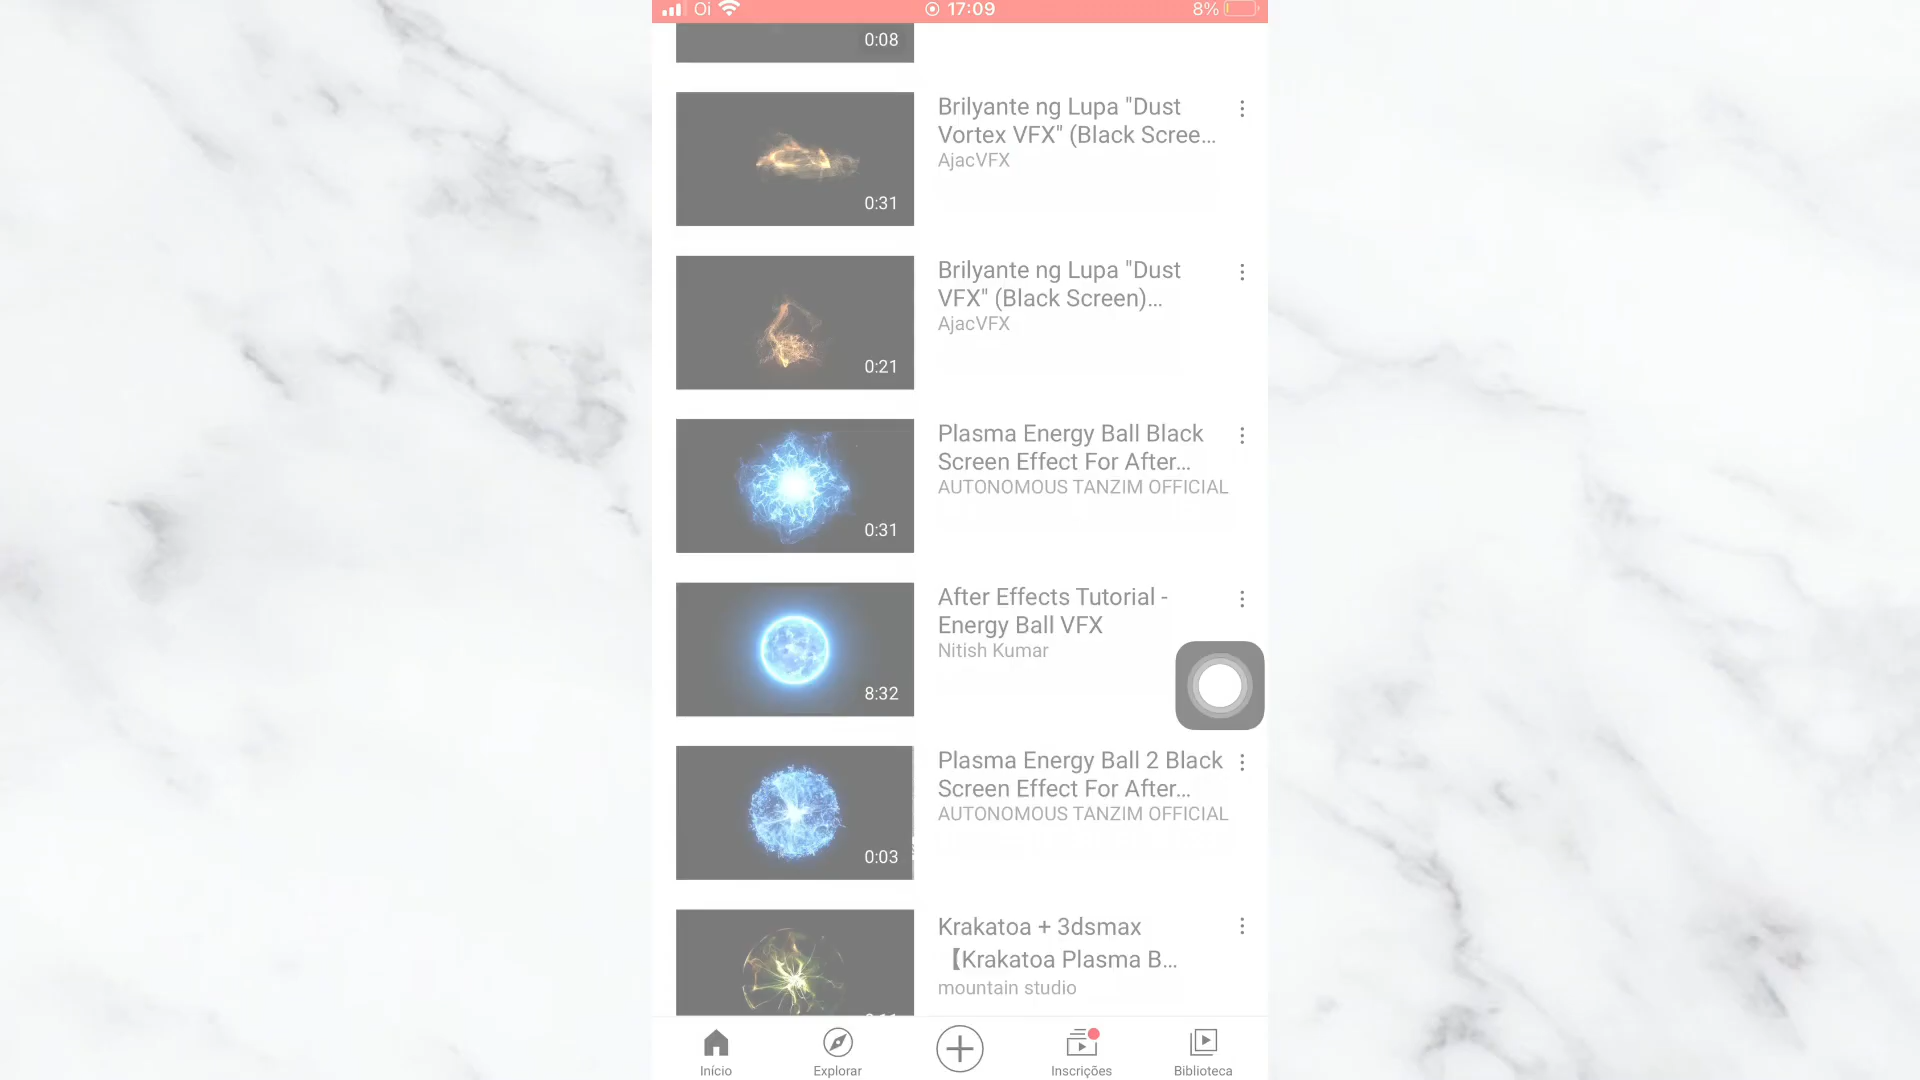 Oi 17:09 8%
0:08
Brilyante ng Lupa "Dust
Vortex VFX" (Black Scree...
AjacVFX
0:31
Brilyante ng Lupa "Dust
VFX" (Black Screen)...
AjacVFX
0:21
Plasma Energy Ball Black
Screen Effect For After...
AUTONOMOUS TANZIM OFFICIAL
0:31
After Effects Tutorial -
Energy Ball VFX
Nitish Kumar
8:32
Plasma Energy Ball 2 Black
Screen Effect For After...
AUTONOMOUS TANZIM OFFICIAL
0:03
Krakatoa + 3dsmax
【Krakatoa Plasma B...
mountain studio
Início Explorar Inscrições Biblioteca